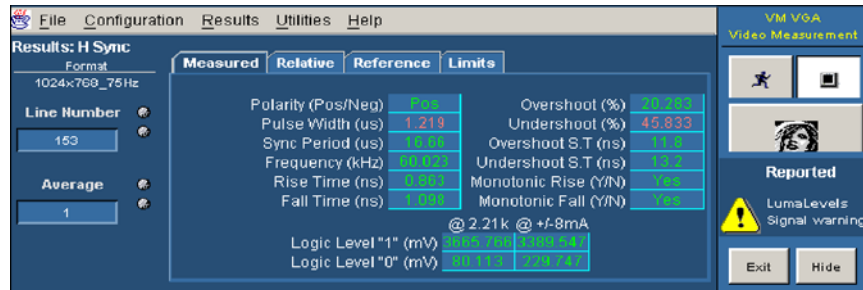 File Configuration Results Utilities Help
VM VGA
Video Measurement
Results: H Sync
Format
1024x768_75Hz
Line Number
153
Average
1
Measured Relative Reference Limits
Polarity (Pos/Neg) Pos Overshoot (%) 20.283
Pulse Width (us) 1.219 Undershoot (%) 45.833
Sync Period (us) 16.66 Overshoot S.T (ns) 11.8
Frequency (kHz) 60.023 Undershoot S.T (ns) 13.2
Rise Time (ns) 0.863 Monotonic Rise (Y/N) Yes
Fall Time (ns) 1.098 Monotonic Fall (Y/N) Yes
@ 2.21k @ +/-8mA
Logic Level "1" (mV) 3665.766 3389.547
Logic Level "0" (mV) 80.113 229.747
Reported
LumaLevels
Signal warning
Exit Hide